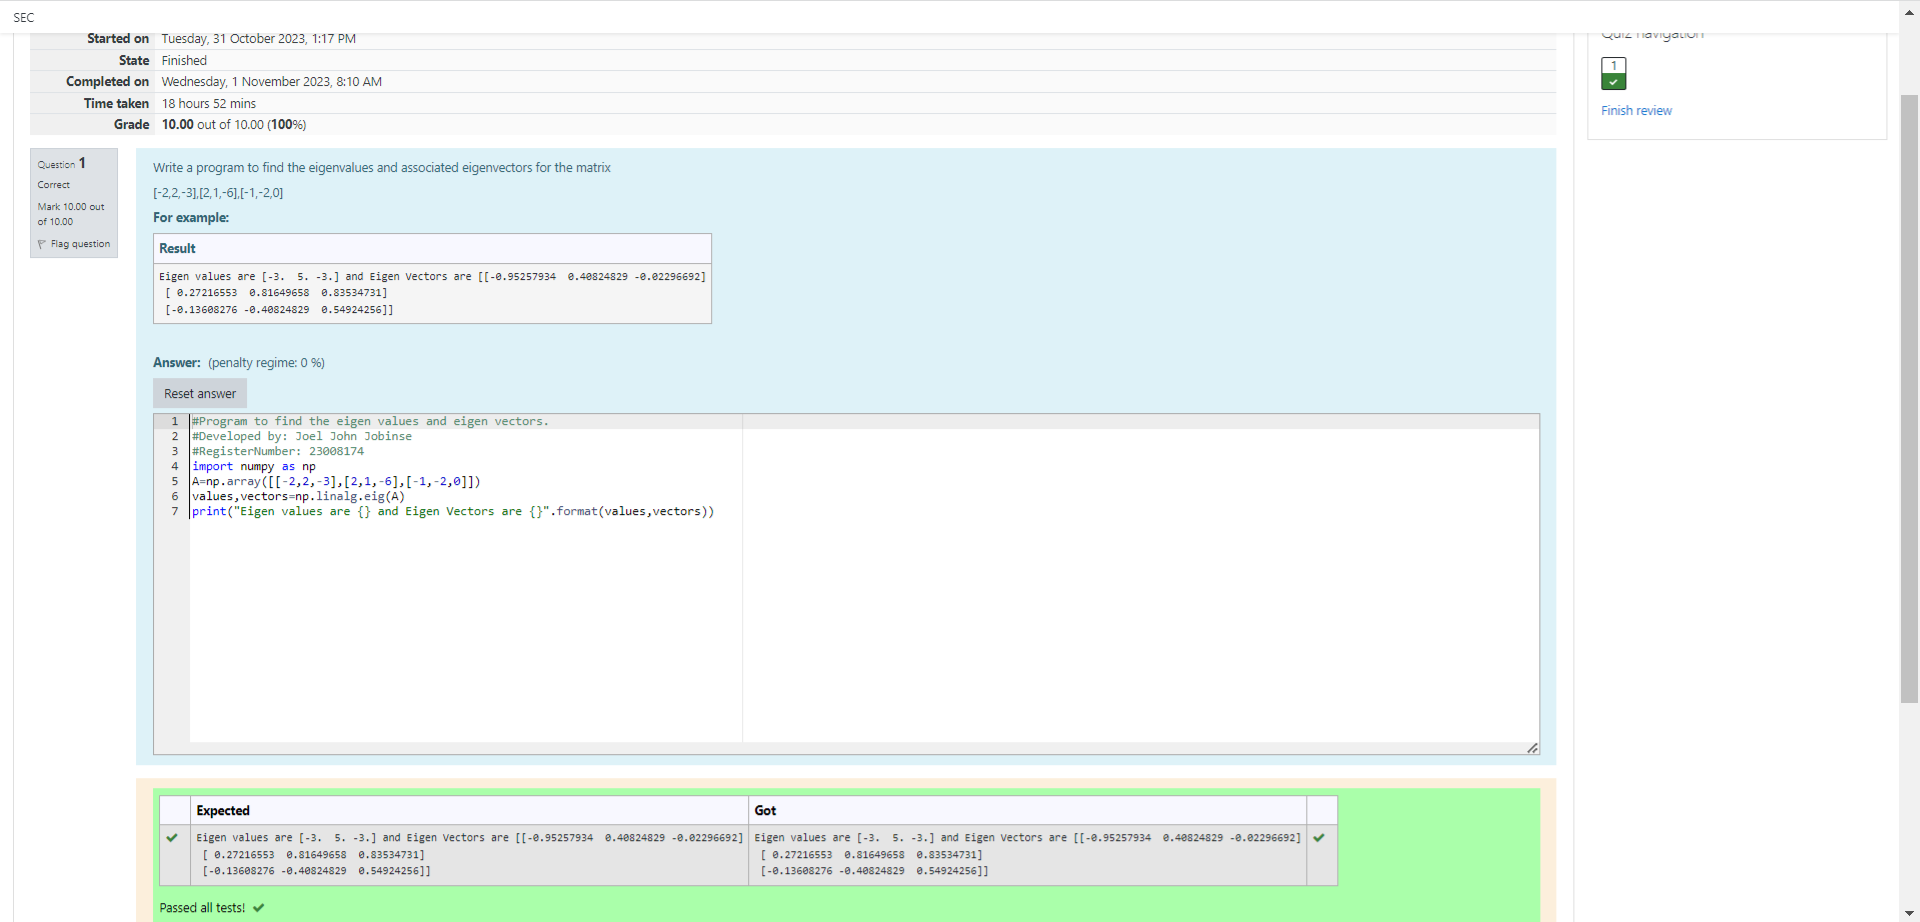 SEC
Started on Tuesday, 31 October 2023, 1:17 PM
State Finished
Completed on Wednesday, 1 November 2023, 8:10 AM
Time taken 18 hours 52 mins
Grade 10.00 out of 10.00 (100%)
Quiz navigation
1
Finish review
Question 1
Correct
Mark 10.00 out
of 10.00
Flag question
Write a program to find the eigenvalues and associated eigenvectors for the matrix
[-2,2,-3],[2,1,-6],[-1,-2,0]
For example:
Result
Eigen values are [-3.  5. -3.] and Eigen Vectors are [[-0.95257934  0.40824829 -0.02296692]
[ 0.27216553  0.81649658  0.83534731]
[-0.13608276 -0.40824829  0.54924256]]
Answer: (penalty regime: 0 %)
Reset answer
1 #Program to find the eigen values and eigen vectors.
2 #Developed by: Joel John Jobinse
3 #RegisterNumber: 23008174
4 import numpy as np
5 A=np.array([[-2,2,-3],[2,1,-6],[-1,-2,0]])
6 values,vectors=np.linalg.eig(A)
7 print("Eigen values are {} and Eigen Vectors are {}".format(values,vectors))
Expected Got
Eigen values are [-3.  5. -3.] and Eigen Vectors are [[-0.95257934  0.40824829 -0.02296692] Eigen values are [-3.  5. -3.] and Eigen Vectors are [[-0.95257934  0.40824829 -0.02296692]
[ 0.27216553  0.81649658  0.83534731] [ 0.27216553  0.81649658  0.83534731]
[-0.13608276 -0.40824829  0.54924256]] [-0.13608276 -0.40824829  0.54924256]]
Passed all tests!